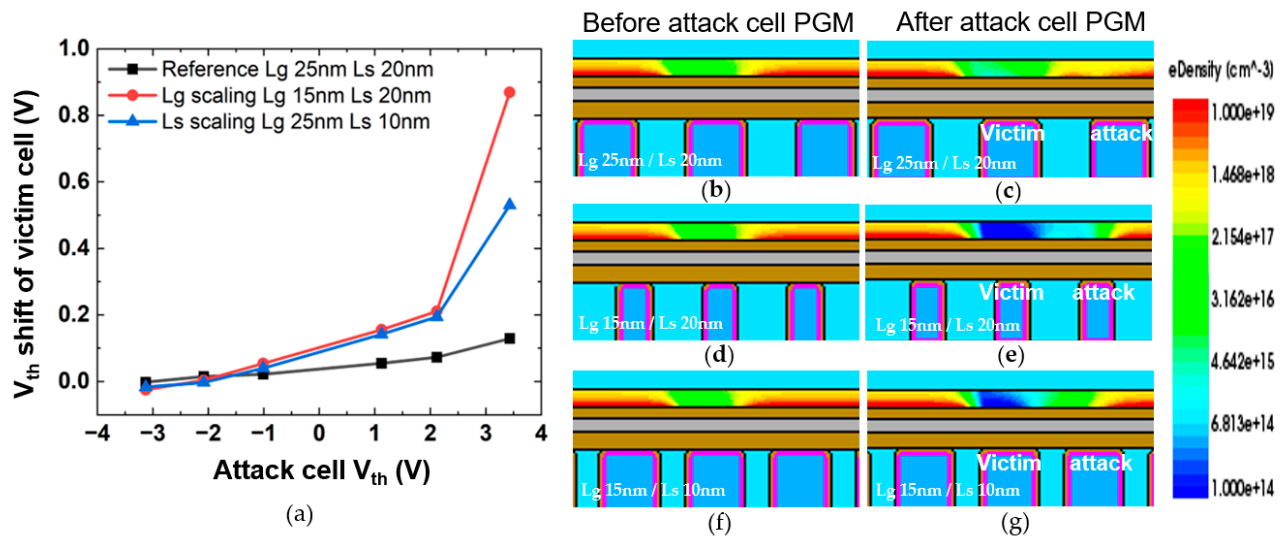 (a)
1.0
0.8
0.6
0.4
0.2
0.0
V_th shift of victim cell (V)
Reference Lg 25nm Ls 20nm
Lg scaling Lg 15nm Ls 20nm
Ls scaling Lg 25nm Ls 10nm
−4 −3 −2 −1 0 1 2 3 4
Attack cell V_th (V)
(a)
Before attack cell PGM
After attack cell PGM
Lg 25nm / Ls 20nm
(b)
Victim attack
Lg 25nm / Ls 20nm
(c)
Lg 15nm / Ls 20nm
(d)
Victim attack
Lg 15nm / Ls 20nm
(e)
Lg 15nm / Ls 10nm
(f)
Victim attack
Lg 15nm / Ls 10nm
(g)
eDensity (cm^-3)
1.000e+19
1.468e+18
2.154e+17
3.162e+16
4.642e+15
6.813e+14
1.000e+14